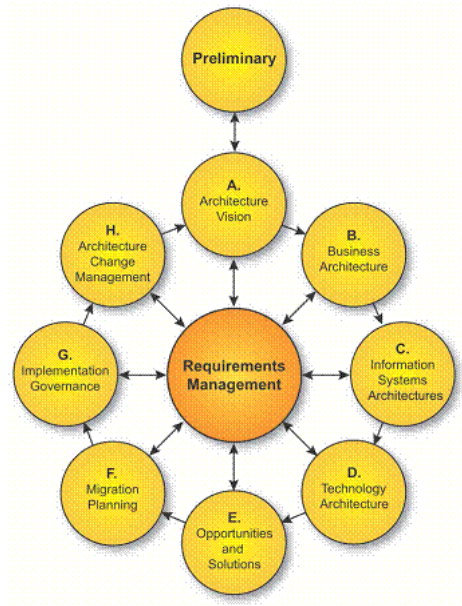 Preliminary
A.
Architecture
Vision
B.
Business
Architecture
C.
Information
Systems
Architectures
D.
Technology
Architecture
E.
Opportunities
and
Solutions
F.
Migration
Planning
G.
Implementation
Governance
H.
Architecture
Change
Management
Requirements
Management